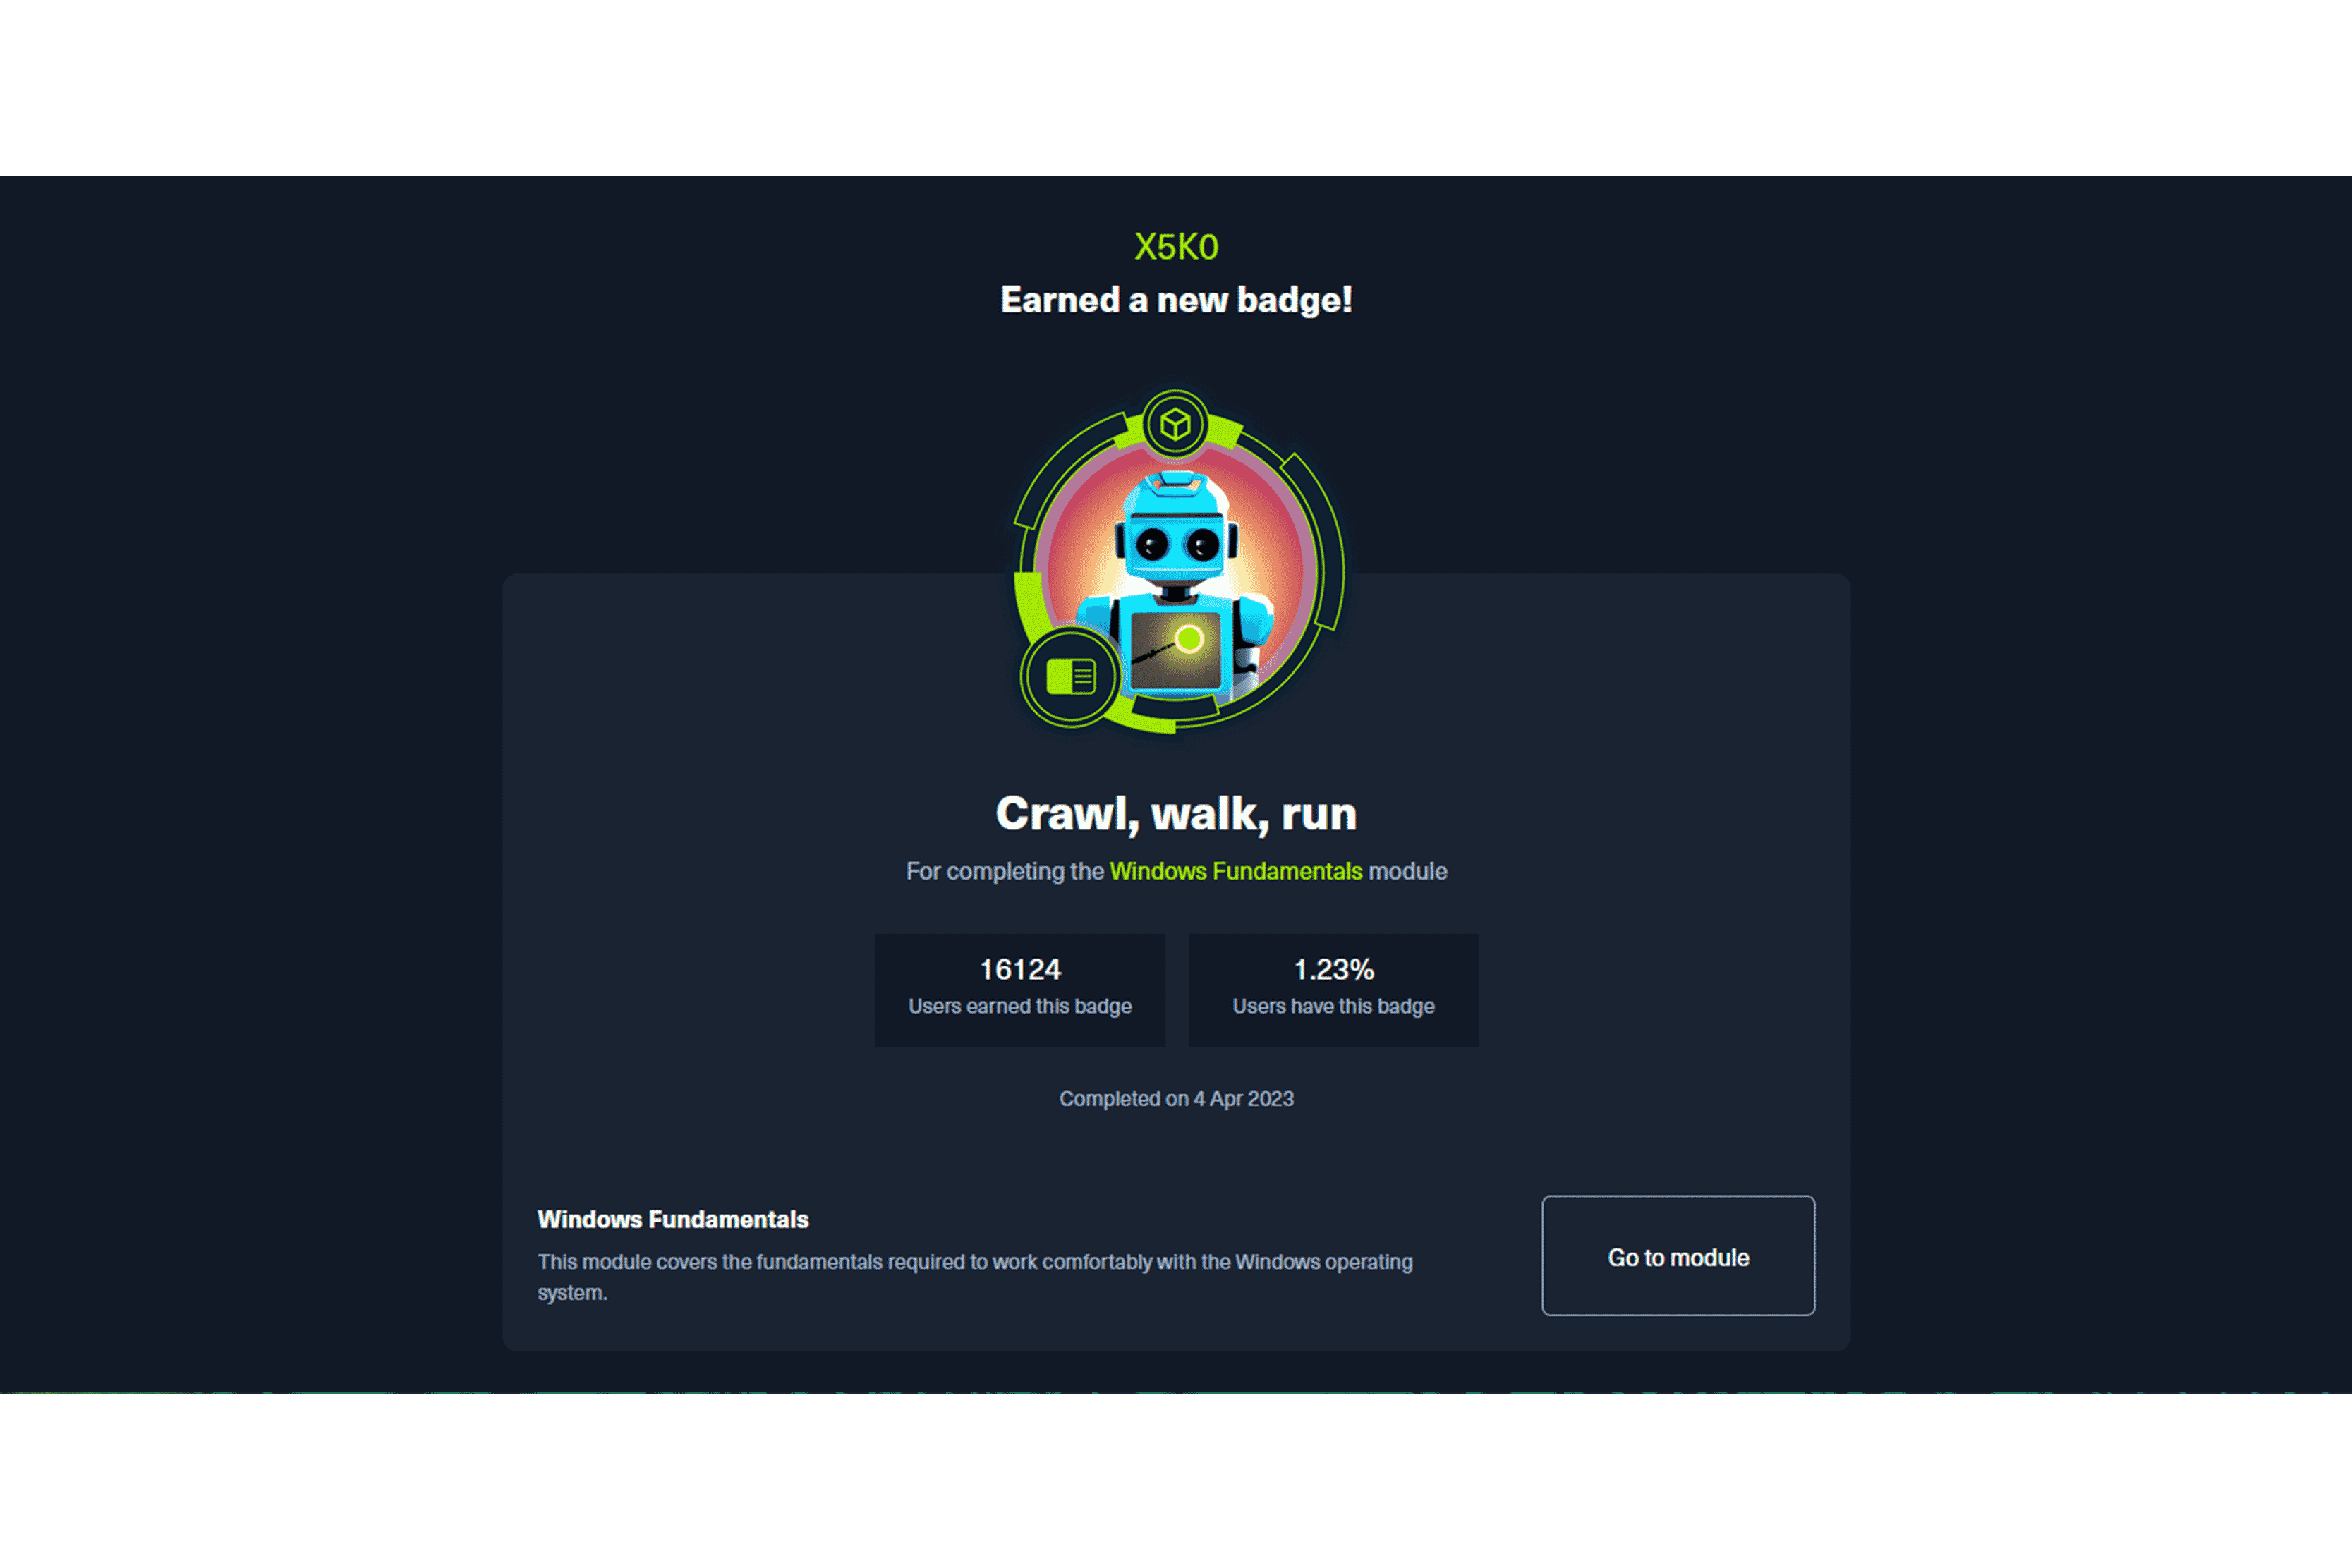 X5K0
Earned a new badge!
Crawl, walk, run
For completing the Windows Fundamentals module
16124
Users earned this badge
1.23%
Users have this badge
Completed on 4 Apr 2023
Windows Fundamentals
This module covers the fundamentals required to work comfortably with the Windows operating
system.
Go to module